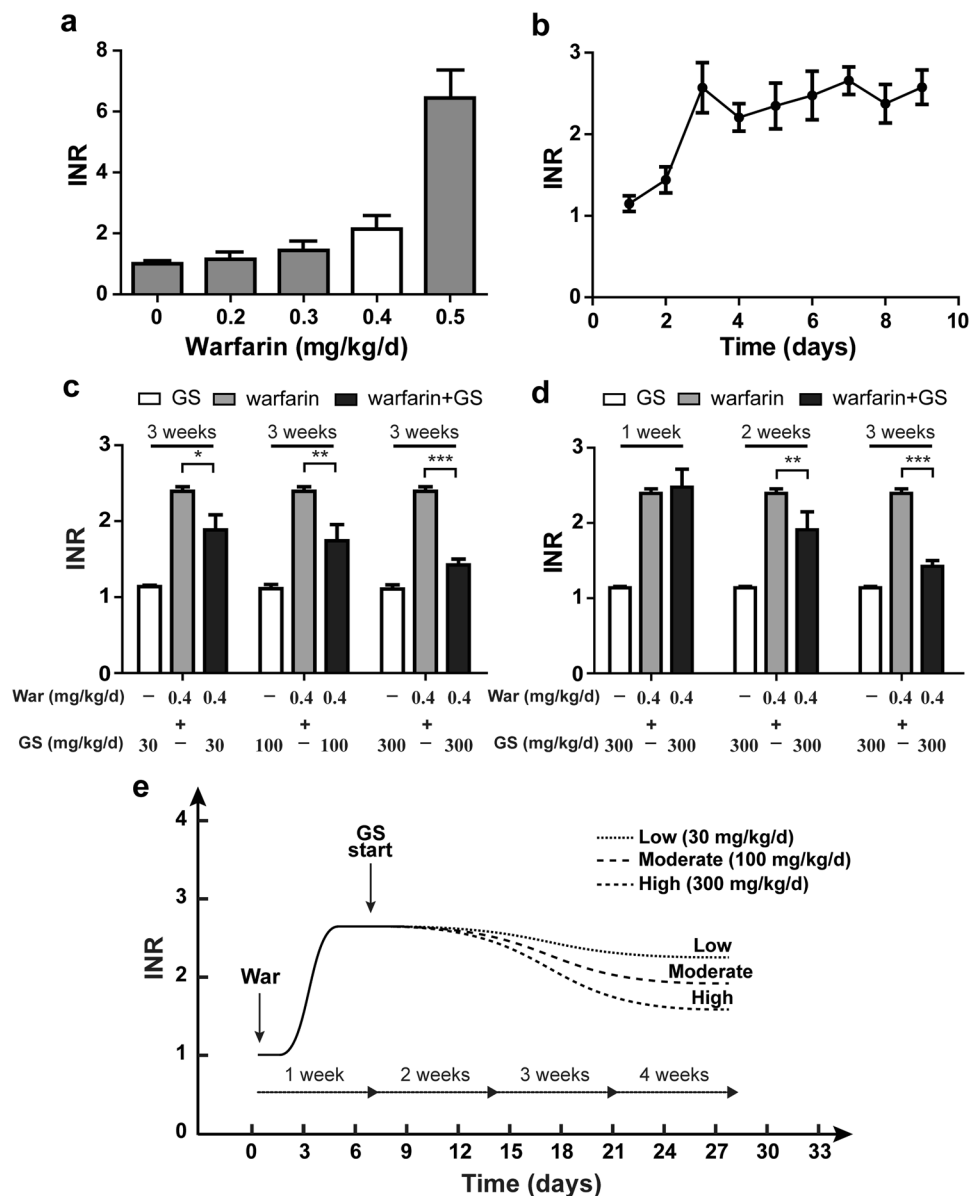 a
8
6
4
2
0
INR
0 0.2 0.3 0.4 0.5
Warfarin (mg/kg/d)
b
3
2
1
0
INR
0 2 4 6 8 10
Time (days)
c
GS warfarin warfarin+GS
3 weeks 3 weeks 3 weeks
* ** ***
3
2
1
0
INR
War (mg/kg/d) – 0.4 0.4 – 0.4 0.4 – 0.4 0.4
+ + +
GS (mg/kg/d) 30 – 30 100 – 100 300 – 300
d
GS warfarin warfarin+GS
1 week 2 weeks 3 weeks
** ***
3
2
1
0
INR
War (mg/kg/d) – 0.4 0.4 – 0.4 0.4 – 0.4 0.4
+ + +
GS (mg/kg/d) 300 – 300 300 – 300 300 – 300
e
4
3
2
1
0
INR
GS
start
War
Low (30 mg/kg/d)
Moderate (100 mg/kg/d)
High (300 mg/kg/d)
Low
Moderate
High
1 week 2 weeks 3 weeks 4 weeks
0 3 6 9 12 15 18 21 24 27 30 33
Time (days)